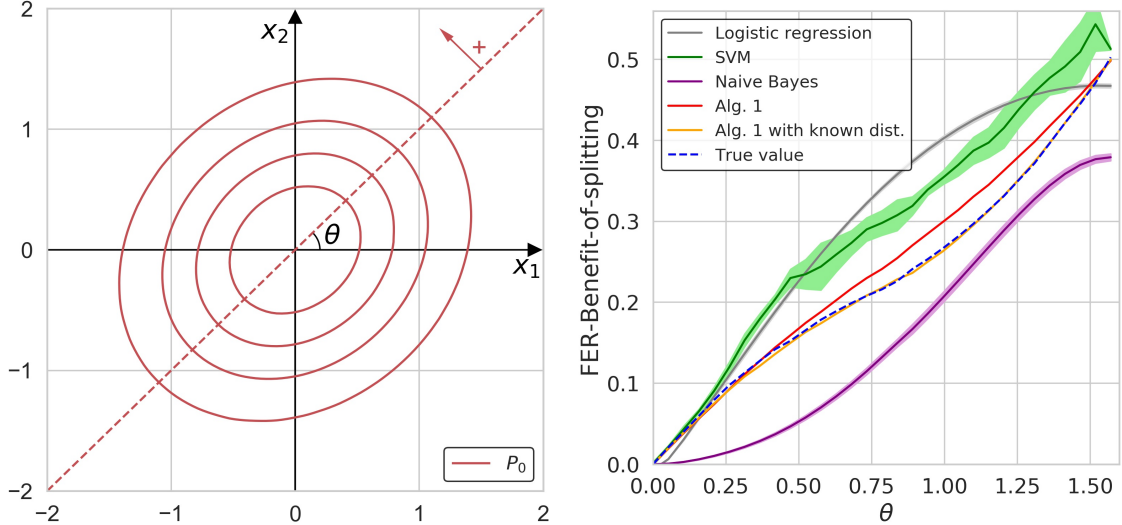 2
1
0
−1
−2
−2
−1
0
1
2
x₂
x₁
θ
+
P₀
FER-Benefit-of-splitting
0.5
0.4
0.3
0.2
0.1
0.0
Logistic regression
SVM
Naive Bayes
Alg. 1
Alg. 1 with known dist.
True value
0.00
0.25
0.50
0.75
1.00
1.25
1.50
θ